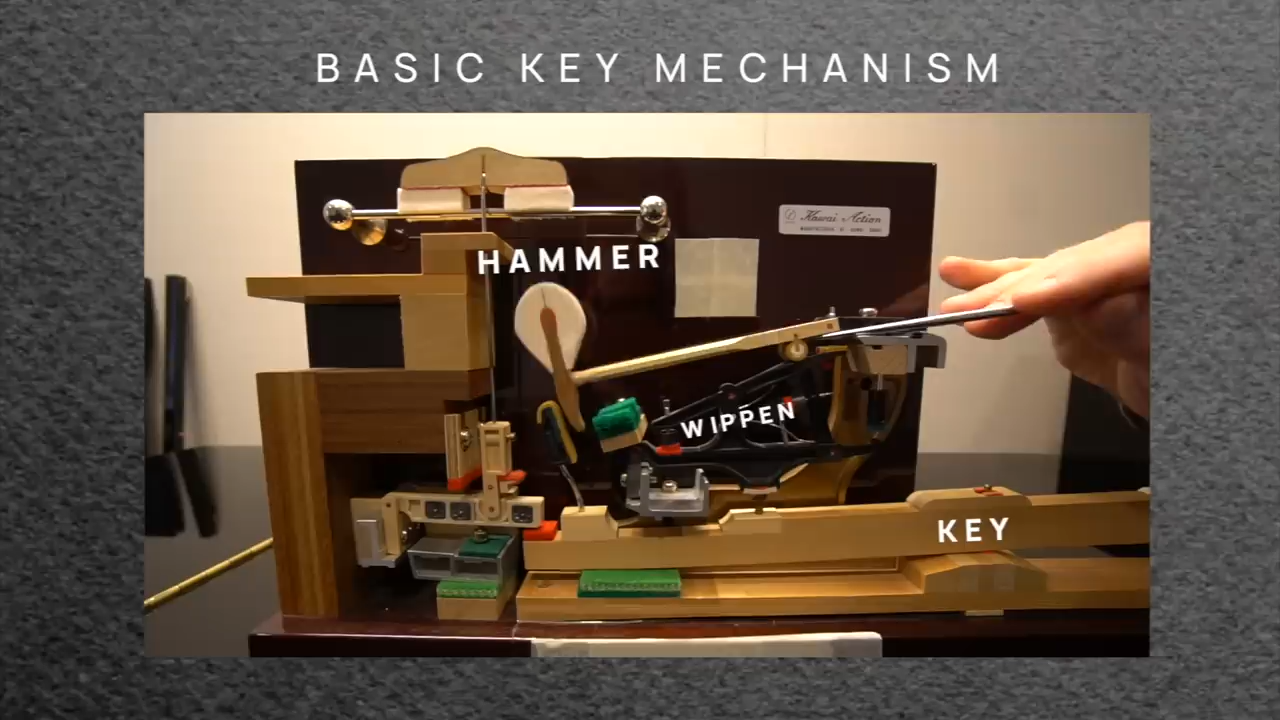 BASIC KEY MECHANISM
Kawai Action
HAMMER
WIPPEN
KEY